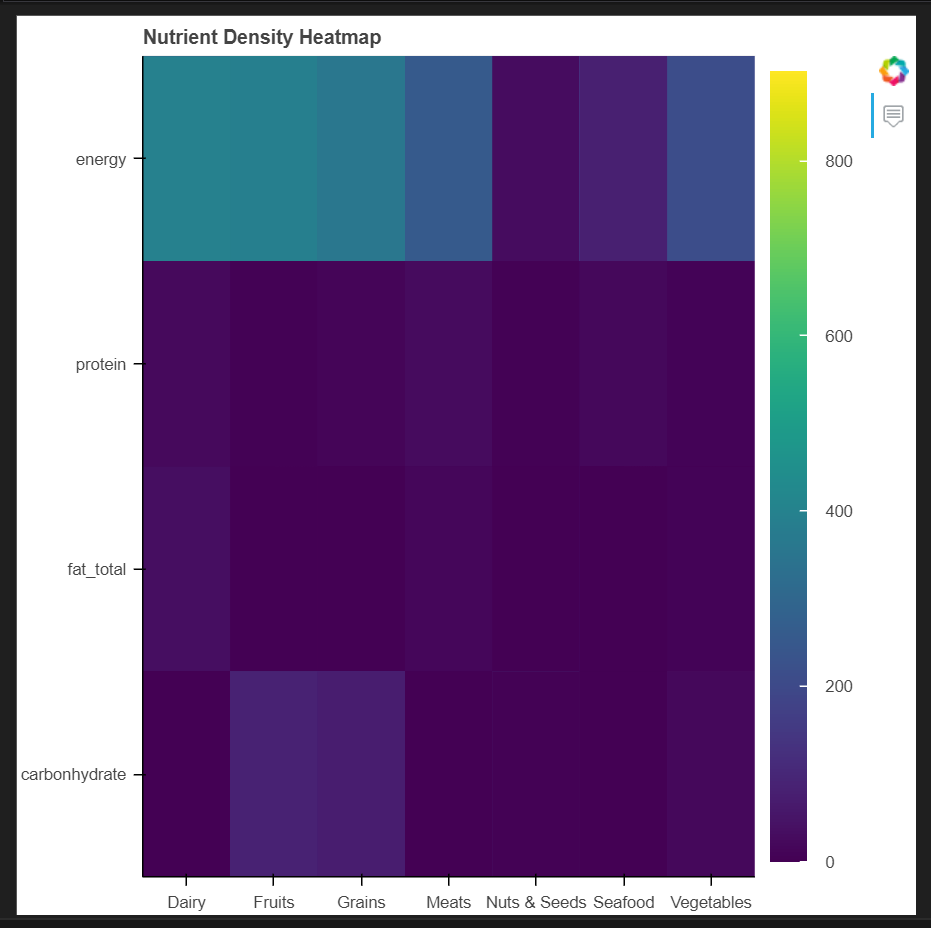 Nutrient Density Heatmap
energy
protein
fat_total
carbonhydrate
800
600
400
200
0
Dairy Fruits Grains Meats Nuts & Seeds Seafood Vegetables